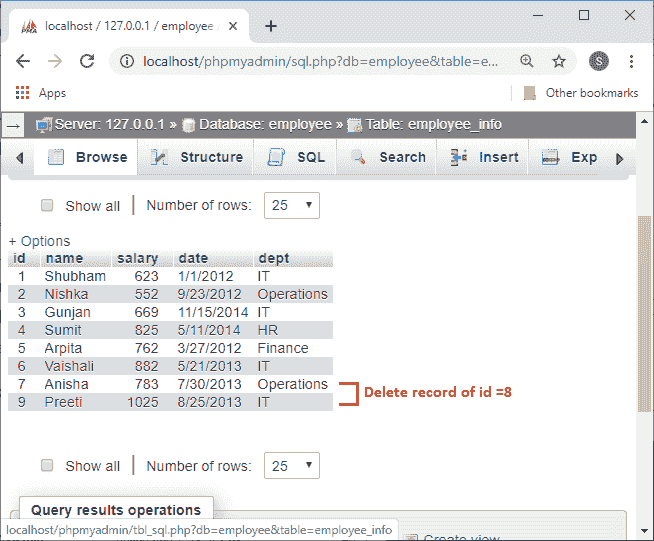 localhost / 127.0.0.1 / employee /
localhost/phpmyadmin/sql.php?db=employee&table=e...
S
Apps
Other bookmarks
Server: 127.0.0.1 » Database: employee » Table: employee_info
Browse Structure SQL Search Insert Exp
Show all Number of rows: 25
+ Options
id name salary date dept
1 Shubham 623 1/1/2012 IT
2 Nishka 552 9/23/2012 Operations
3 Gunjan 669 11/15/2014 IT
4 Sumit 825 5/11/2014 HR
5 Arpita 762 3/27/2012 Finance
6 Vaishali 882 5/21/2013 IT
7 Anisha 783 7/30/2013 Operations
9 Preeti 1025 8/25/2013 IT
Delete record of id =8
Show all Number of rows: 25
Query results operations
localhost/phpmyadmin/tbl_sql.php?db=employee&table=employee_info
Create view